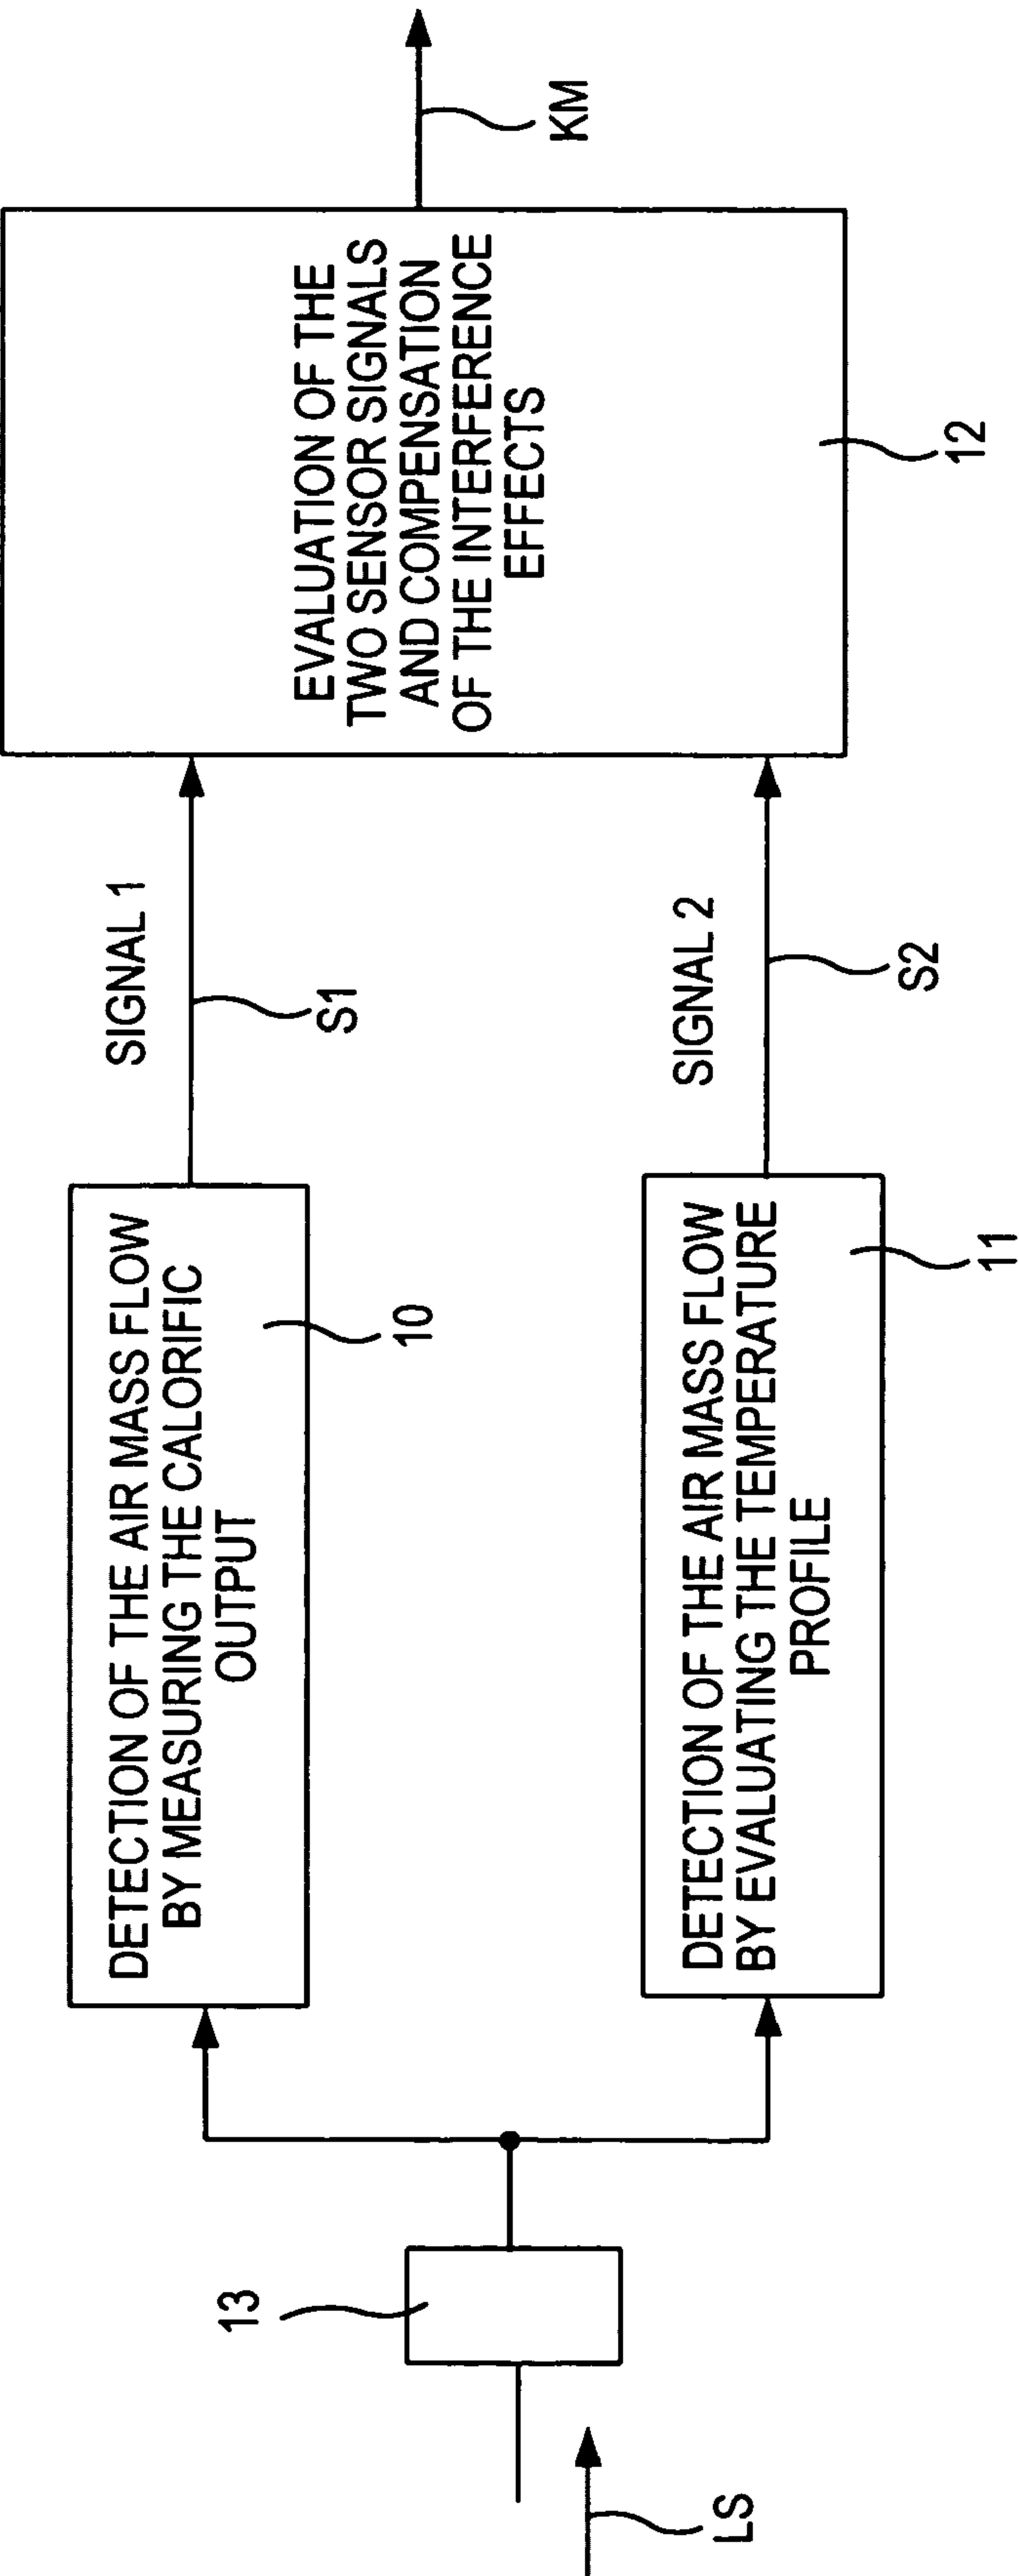 LS
13
DETECTION OF THE AIR MASS FLOW
BY MEASURING THE CALORIFIC
OUTPUT
10
DETECTION OF THE AIR MASS FLOW
BY EVALUATING THE TEMPERATURE
PROFILE
11
SIGNAL 1
S1
SIGNAL 2
S2
EVALUATION OF THE
TWO SENSOR SIGNALS
AND COMPENSATION
OF THE INTERFERENCE
EFFECTS
12
KM